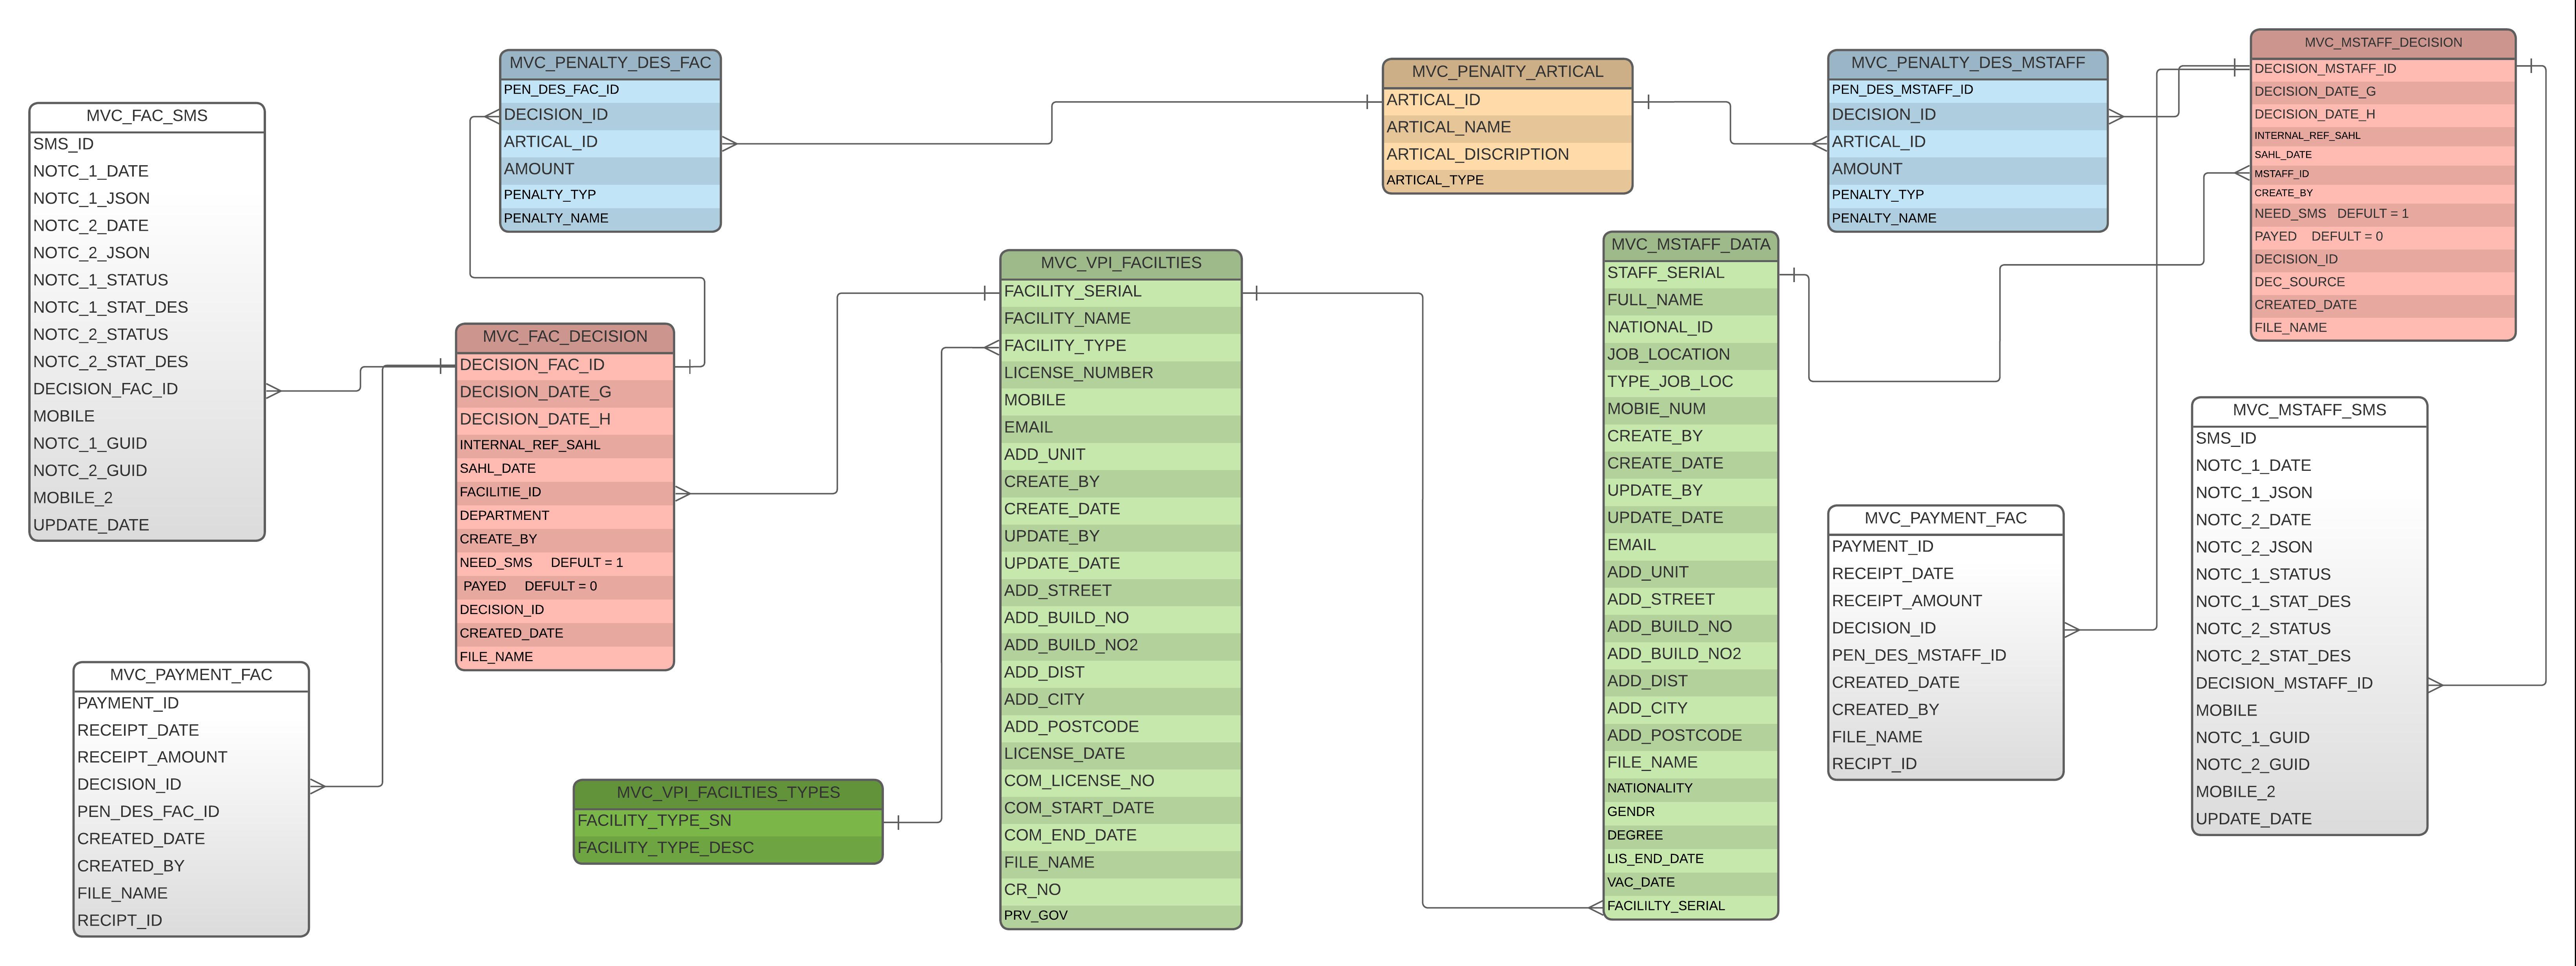 MVC_FAC_SMS
SMS_ID
NOTC_1_DATE
NOTC_1_JSON
NOTC_2_DATE
NOTC_2_JSON
NOTC_1_STATUS
NOTC_1_STAT_DES
NOTC_2_STATUS
NOTC_2_STAT_DES
DECISION_FAC_ID
MOBILE
NOTC_1_GUID
NOTC_2_GUID
MOBILE_2
UPDATE_DATE
MVC_PAYMENT_FAC
PAYMENT_ID
RECEIPT_DATE
RECEIPT_AMOUNT
DECISION_ID
PEN_DES_FAC_ID
CREATED_DATE
CREATED_BY
FILE_NAME
RECIPT_ID
MVC_PENALTY_DES_FAC
PEN_DES_FAC_ID
DECISION_ID
ARTICAL_ID
AMOUNT
PENALTY_TYP
PENALTY_NAME
MVC_FAC_DECISION
DECISION_FAC_ID
DECISION_DATE_G
DECISION_DATE_H
INTERNAL_REF_SAHL
SAHL_DATE
FACILITIE_ID
DEPARTMENT
CREATE_BY
NEED_SMS DEFULT = 1
PAYED DEFULT = 0
DECISION_ID
CREATED_DATE
FILE_NAME
MVC_VPI_FACILTIES_TYPES
FACILITY_TYPE_SN
FACILITY_TYPE_DESC
MVC_VPI_FACILTIES
FACILITY_SERIAL
FACILITY_NAME
FACILITY_TYPE
LICENSE_NUMBER
MOBILE
EMAIL
ADD_UNIT
CREATE_BY
CREATE_DATE
UPDATE_BY
UPDATE_DATE
ADD_STREET
ADD_BUILD_NO
ADD_BUILD_NO2
ADD_DIST
ADD_CITY
ADD_POSTCODE
LICENSE_DATE
COM_LICENSE_NO
COM_START_DATE
COM_END_DATE
FILE_NAME
CR_NO
PRV_GOV
MVC_PENAlTY_ARTICAL
ARTICAL_ID
ARTICAL_NAME
ARTICAL_DISCRIPTION
ARTICAL_TYPE
MVC_MSTAFF_DATA
STAFF_SERIAL
FULL_NAME
NATIONAL_ID
JOB_LOCATION
TYPE_JOB_LOC
MOBIE_NUM
CREATE_BY
CREATE_DATE
UPDATE_BY
UPDATE_DATE
EMAIL
ADD_UNIT
ADD_STREET
ADD_BUILD_NO
ADD_BUILD_NO2
ADD_DIST
ADD_CITY
ADD_POSTCODE
FILE_NAME
NATIONALITY
GENDR
DEGREE
LIS_END_DATE
VAC_DATE
FACILILTY_SERIAL
MVC_PENALTY_DES_MSTAFF
PEN_DES_MSTAFF_ID
DECISION_ID
ARTICAL_ID
AMOUNT
PENALTY_TYP
PENALTY_NAME
MVC_PAYMENT_FAC
PAYMENT_ID
RECEIPT_DATE
RECEIPT_AMOUNT
DECISION_ID
PEN_DES_MSTAFF_ID
CREATED_DATE
CREATED_BY
FILE_NAME
RECIPT_ID
MVC_MSTAFF_DECISION
DECISION_MSTAFF_ID
DECISION_DATE_G
DECISION_DATE_H
INTERNAL_REF_SAHL
SAHL_DATE
MSTAFF_ID
CREATE_BY
NEED_SMS DEFULT = 1
PAYED DEFULT = 0
DECISION_ID
DEC_SOURCE
CREATED_DATE
FILE_NAME
MVC_MSTAFF_SMS
SMS_ID
NOTC_1_DATE
NOTC_1_JSON
NOTC_2_DATE
NOTC_2_JSON
NOTC_1_STATUS
NOTC_1_STAT_DES
NOTC_2_STATUS
NOTC_2_STAT_DES
DECISION_MSTAFF_ID
MOBILE
NOTC_1_GUID
NOTC_2_GUID
MOBILE_2
UPDATE_DATE